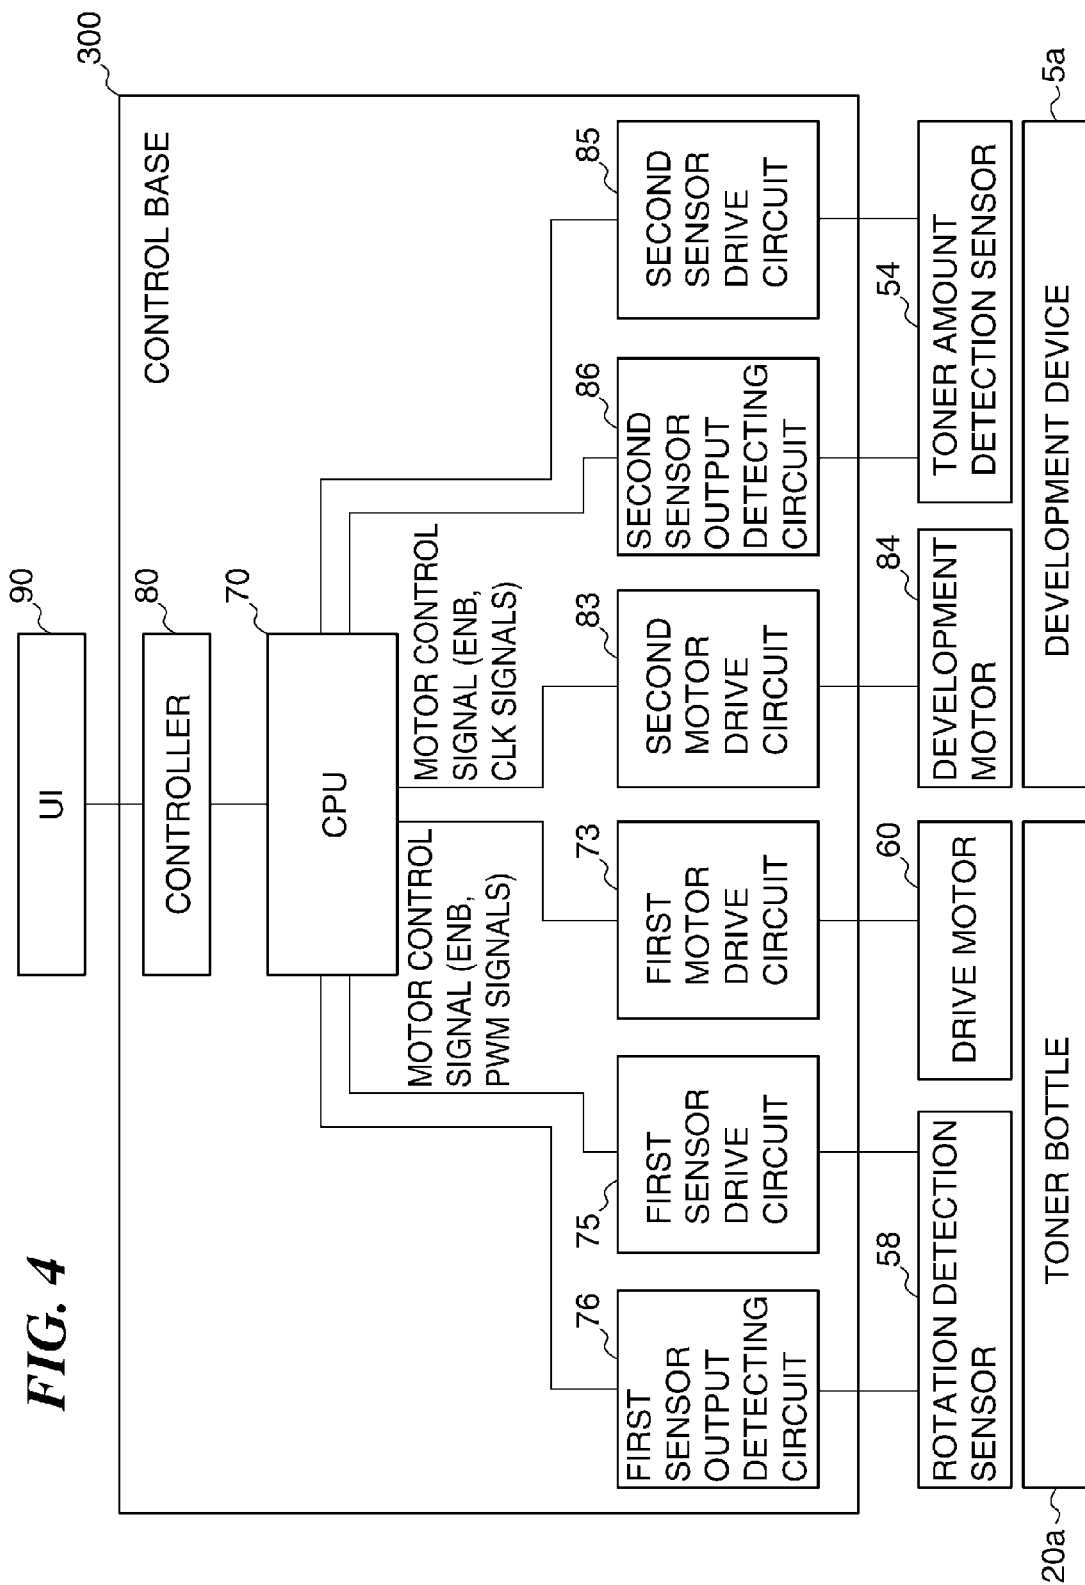 FIG. 4
90
UI
300
CONTROL BASE
80
CONTROLLER
70
CPU
MOTOR CONTROL
SIGNAL (ENB,
PWM SIGNALS)
MOTOR CONTROL
SIGNAL (ENB,
CLK SIGNALS)
76
FIRST
SENSOR
OUTPUT
DETECTING
CIRCUIT
75
FIRST
SENSOR
DRIVE
CIRCUIT
73
FIRST
MOTOR
DRIVE
CIRCUIT
83
SECOND
MOTOR
DRIVE
CIRCUIT
86
SECOND
SENSOR
OUTPUT
DETECTING
CIRCUIT
85
SECOND
SENSOR
DRIVE
CIRCUIT
58
ROTATION DETECTION
SENSOR
60
DRIVE MOTOR
84
DEVELOPMENT
MOTOR
54
TONER AMOUNT
DETECTION SENSOR
20a
TONER BOTTLE
DEVELOPMENT DEVICE
5a